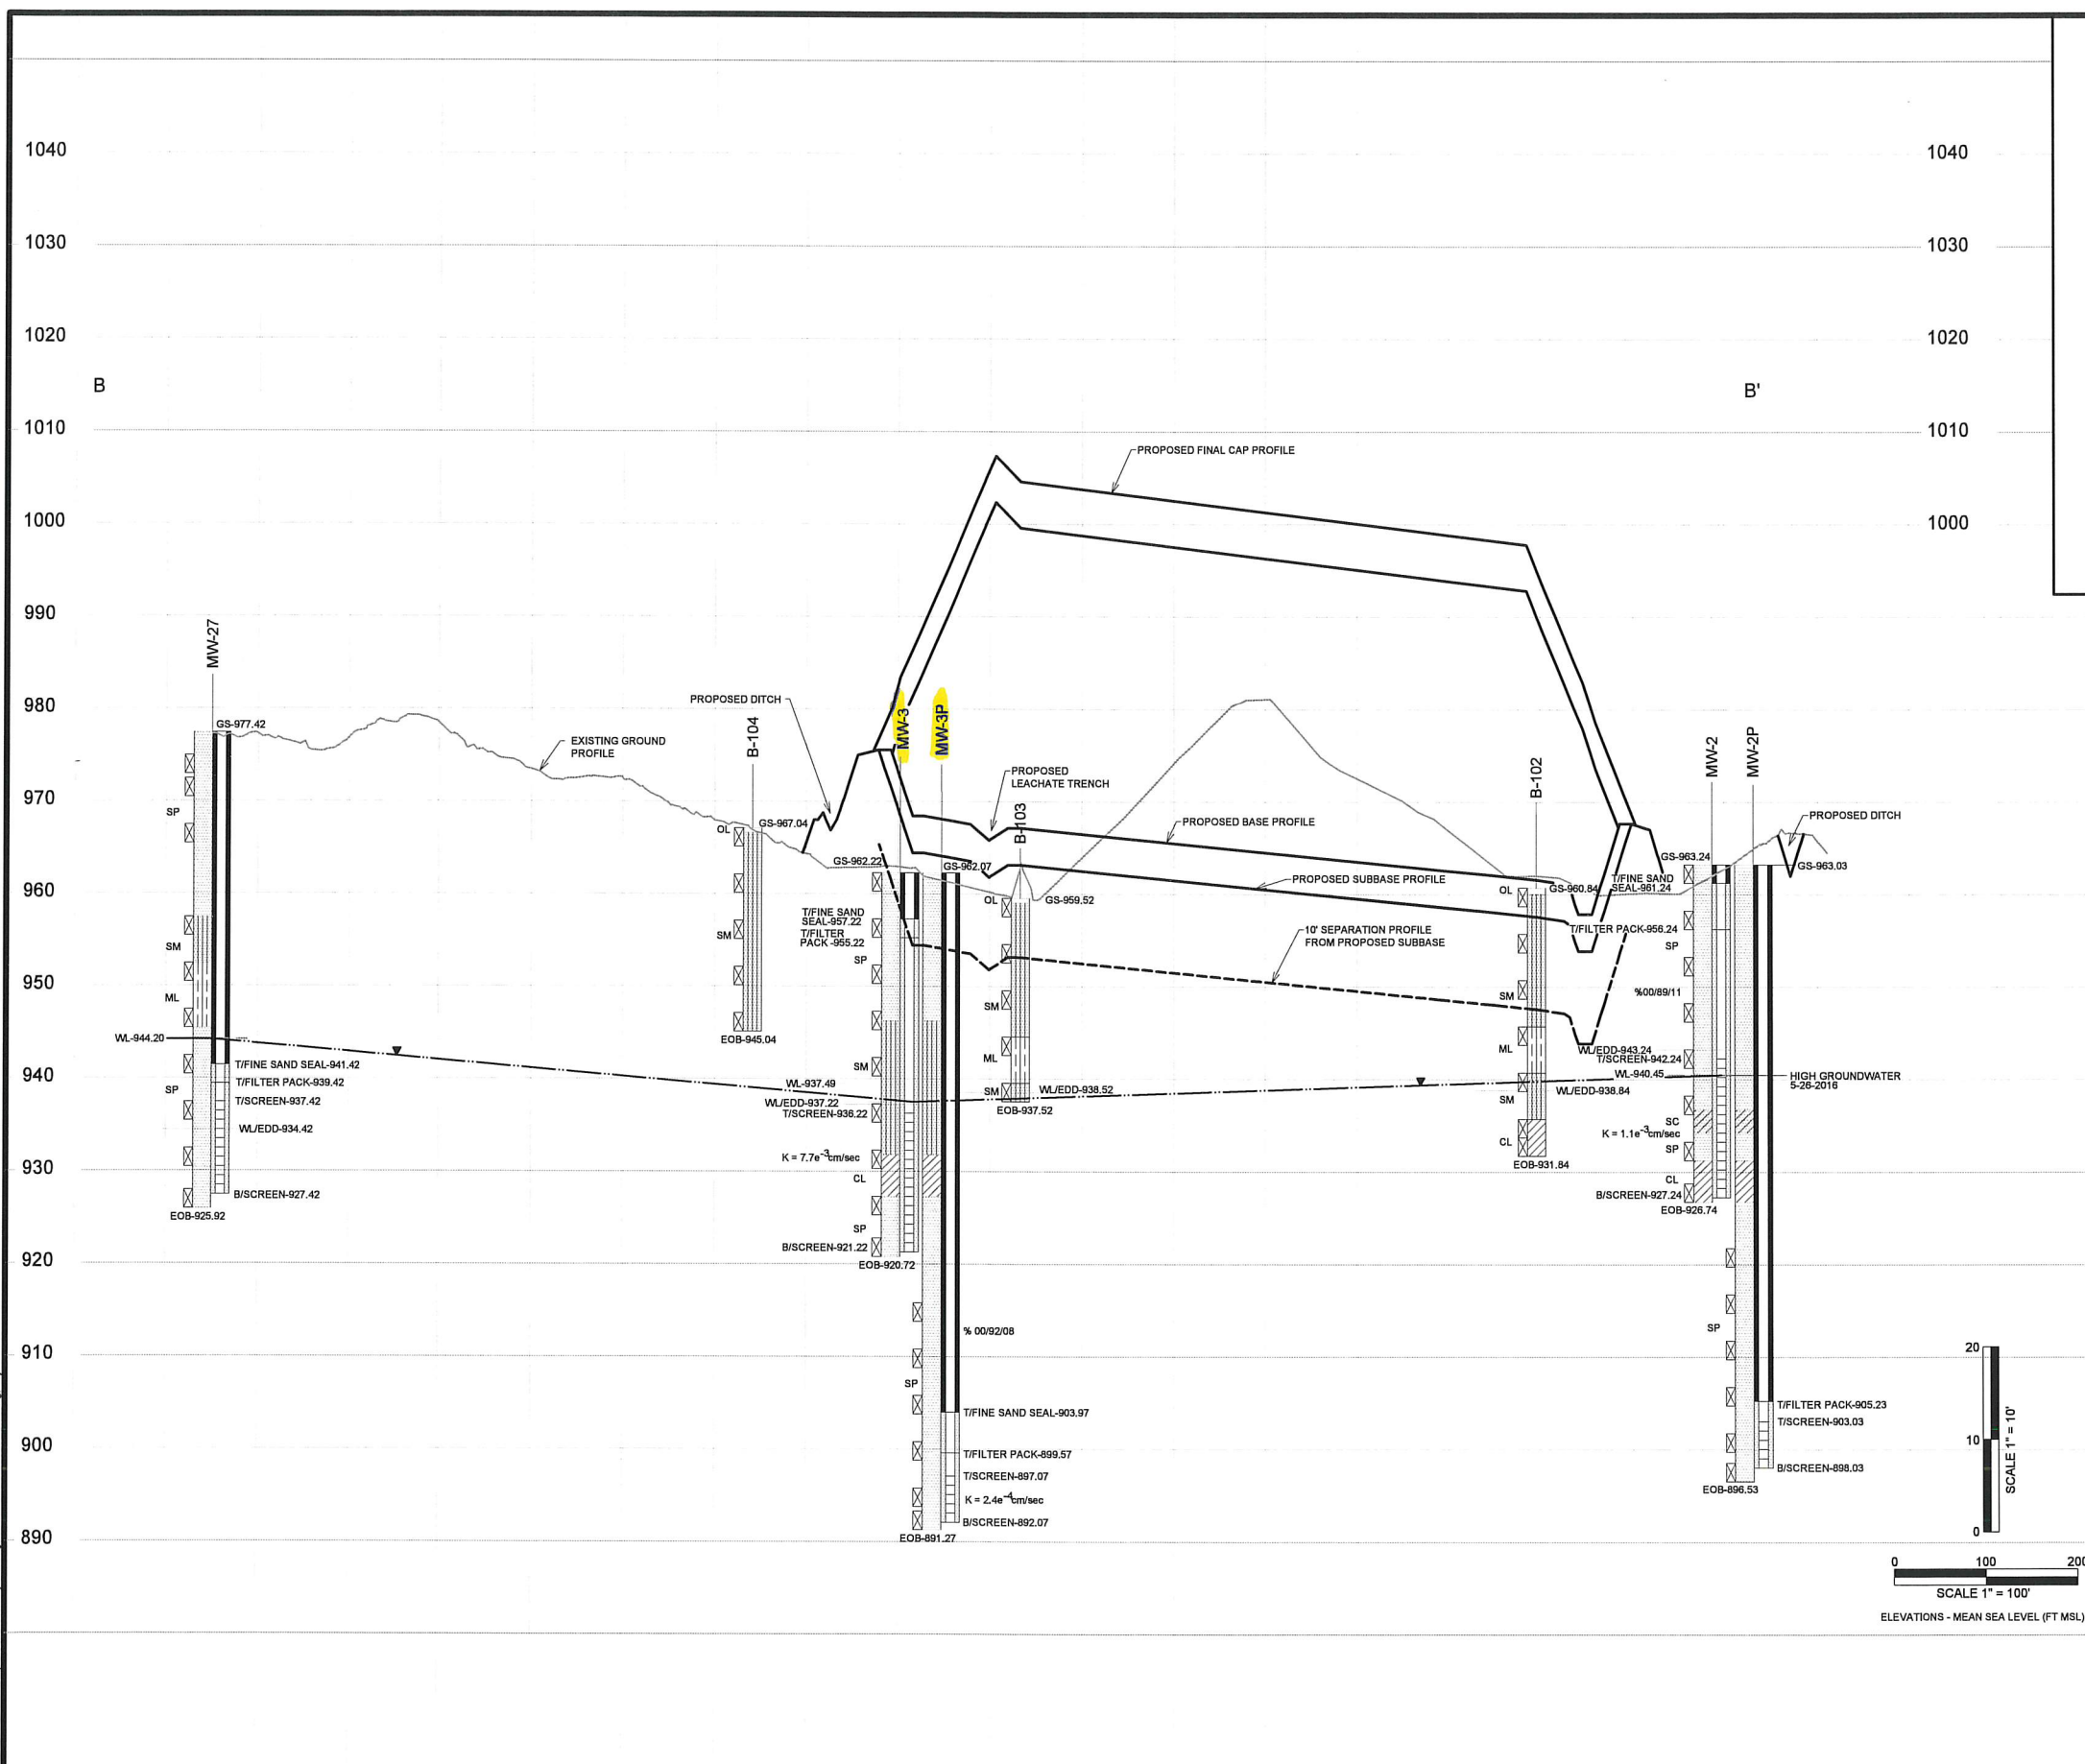 1040
1040
1030
1030
1020
1020
B
B'
1010
1010
PROPOSED FINAL CAP PROFILE
1000
1000
990
MW-27
980
PROPOSED DITCH
MW-3
MW-3P
GS-977.42
B-104
EXISTING GROUND
PROFILE
MW-2
MW-2P
B-102
PROPOSED
LEACHATE TRENCH
970
SP
OL
GS-967.04
B-103
PROPOSED BASE PROFILE
PROPOSED DITCH
GS-962.22
GS-962.07
GS-963.24
GS-963.03
960
PROPOSED SUBBASE PROFILE
OL
GS-960.84
T/FINE SAND
SEAL-961.24
OL
GS-959.52
T/FINE SAND
SEAL-957.22
T/FILTER
PACK -955.22
SM
SM
10' SEPARATION PROFILE
FROM PROPOSED SUBBASE
T/FILTER PACK-956.24
SP
SP
950
ML
SM
SM
%00/89/11
WL-944.20
EOB-945.04
ML
ML
WL/EDD-943.24
T/SCREEN-942.24
T/FINE SAND SEAL-941.42
SM
940
T/FILTER PACK-939.42
SP
WL-937.49
SM
WL/EDD-938.52
WL/EDD-938.84
WL-940.45
HIGH GROUNDWATER
5-26-2016
T/SCREEN-937.42
WL/EDD-937.22
T/SCREEN-936.22
EOB-937.52
SM
WL/EDD-934.42
SC
K = 1.1e-3cm/sec
K = 7.7e-3cm/sec
CL
SP
930
EOB-931.84
CL
CL
B/SCREEN-927.42
B/SCREEN-927.24
EOB-925.92
EOB-926.74
SP
B/SCREEN-921.22
920
EOB-920.72
% 00/92/08
SP
910
20
SP
T/FINE SAND SEAL-903.97
T/FILTER PACK-905.23
T/SCREEN-903.03
900
T/FILTER PACK-899.57
10
SCALE 1" = 10'
T/SCREEN-897.07
B/SCREEN-898.03
K = 2.4e-4cm/sec
EOB-896.53
B/SCREEN-892.07
0
890
EOB-891.27
0 100 200
SCALE 1" = 100'
ELEVATIONS - MEAN SEA LEVEL (FT MSL)